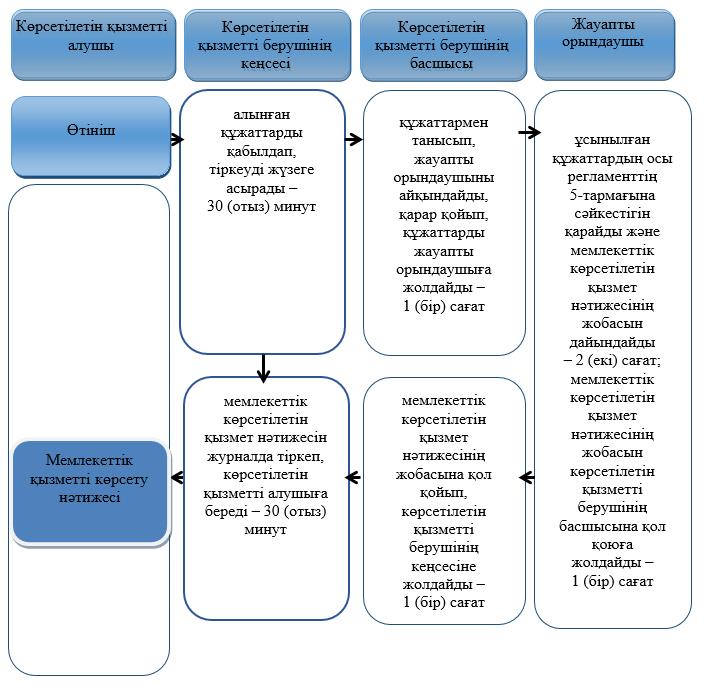 Көрсетілетін қызметті
алушы
Көрсетілетін
қызметті берушінің
кеңсесі
Көрсетілетін
қызметті берушінің
басшысы
Жауапты
орындаушы
Өтініш
алынған
құжаттарды
қабылдап,
тіркеуді жүзеге
асырады –
30 (отыз) минут
құжаттармен
танысып,
жауапты
орындаушыны
айқындайды,
қарар қойып,
құжаттарды
жауапты
орындаушыға
жолдайды –
1 (бір) сағат
ұсынылған
құжаттардың осы
регламенттің
5-тармағына
сәйкестігін
қарайды және
мемлекеттік
көрсетілетін
қызмет
нәтижесінің
жобасын
дайындайды
– 2 (екі) сағат;
мемлекеттік
көрсетілетін
қызмет
нәтижесінің
жобасын
көрсетілетін
қызметті
берушінің
басшысына қол
қоюға
жолдайды –
1 (бір) сағат
мемлекеттік
көрсетілетін
қызмет
нәтижесінің
жобасына қол
қойып,
көрсетілетін
қызметті
берушінің
кеңсесіне
жолдайды –
1 (бір) сағат
мемлекеттік
көрсетілетін
қызмет нәтижесін
журналда тіркеп,
көрсетілетін
қызметті алушыға
береді – 30 (отыз)
минут
Мемлекеттік
қызметті көрсету
нәтижесі